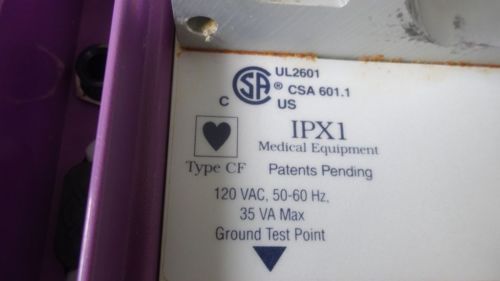 UL2601
CSA 601.1
C SA ® US
IPX1
Medical Equipment
Type CF
Patents Pending
120 VAC, 50-60 Hz.
35 VA Max
Ground Test Point